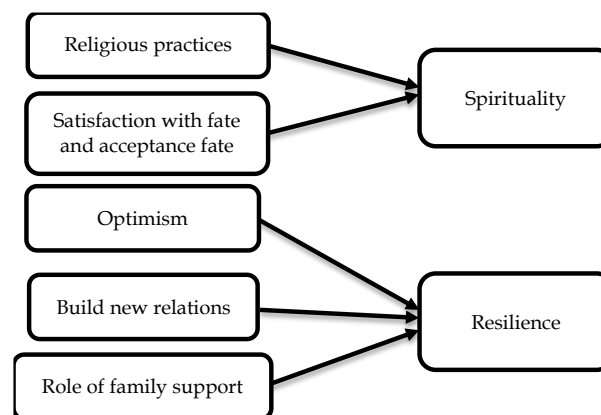 Religious practices
Satisfaction with fate
and acceptance fate
Spirituality
Optimism
Build new relations
Role of family support
Resilience